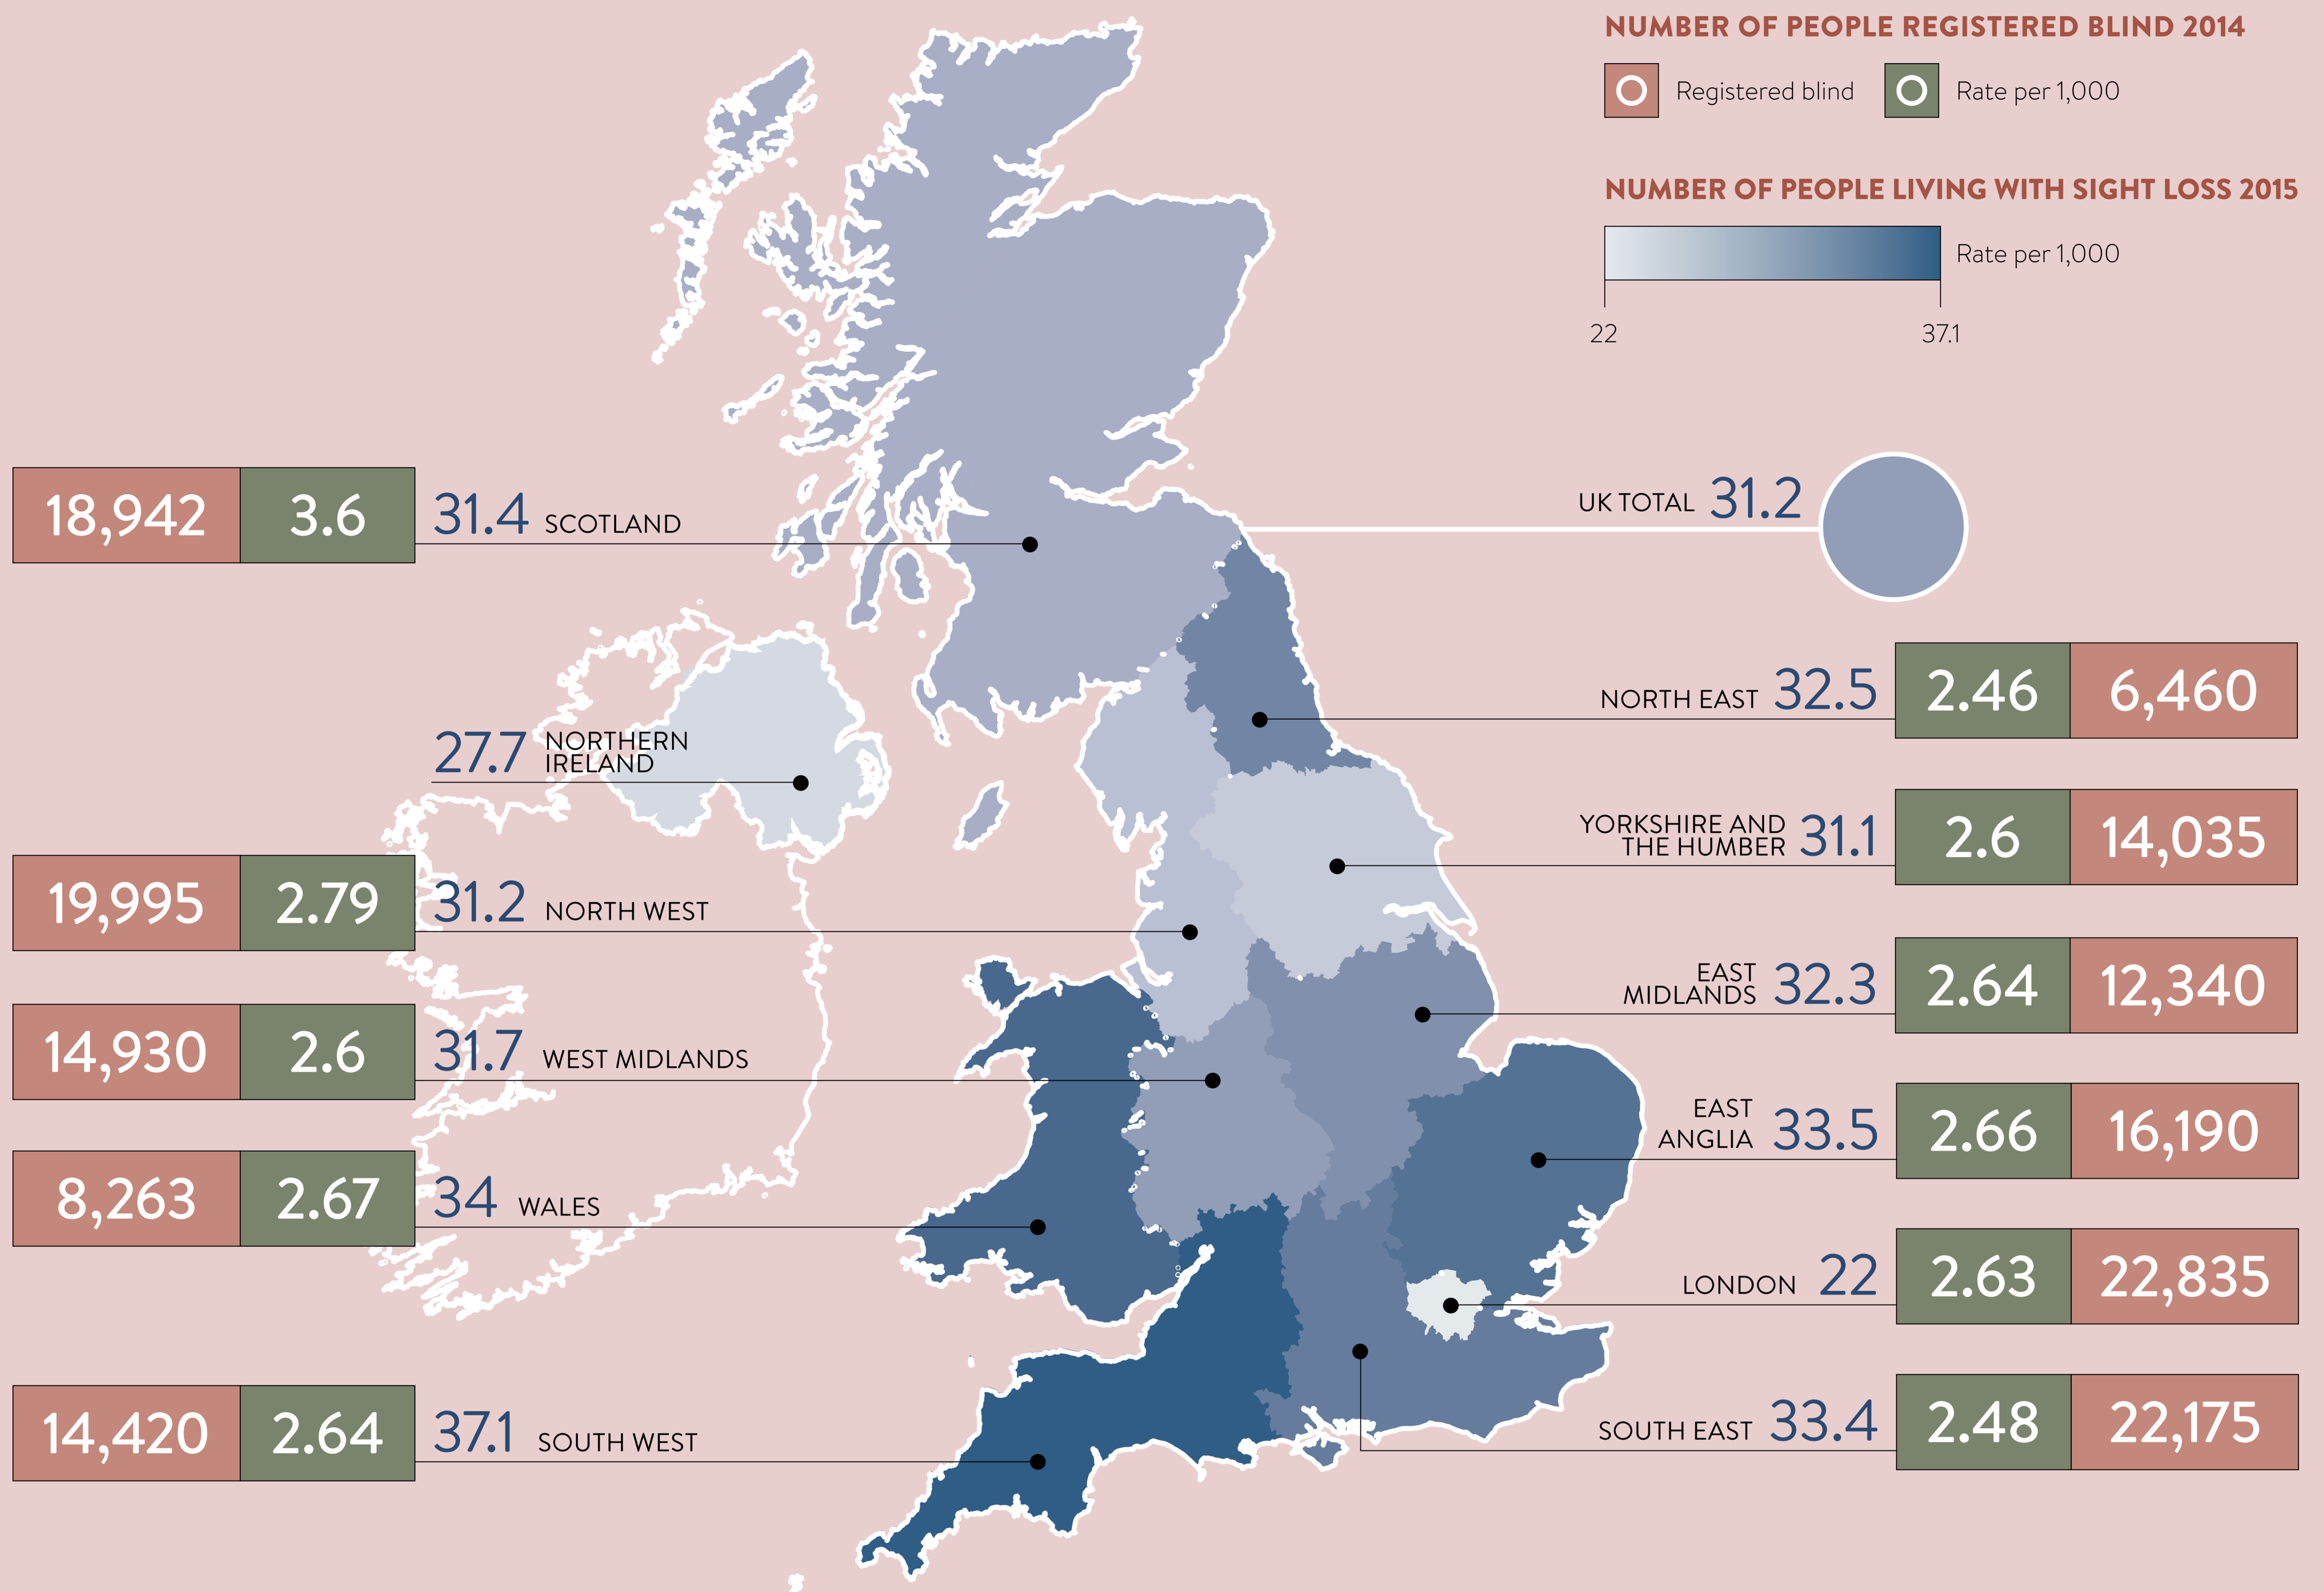 NUMBER OF PEOPLE REGISTERED BLIND 2014
Registered blind
Rate per 1,000
NUMBER OF PEOPLE LIVING WITH SIGHT LOSS 2015
Rate per 1,000
22
37.1
18,942 3.6 31.4 SCOTLAND
UK TOTAL 31.2
NORTH EAST 32.5 2.46 6,460
27.7 NORTHERN
IRELAND
YORKSHIRE AND
THE HUMBER 31.1 2.6 14,035
19,995 2.79 31.2 NORTH WEST
EAST
MIDLANDS 32.3 2.64 12,340
14,930 2.6 31.7 WEST MIDLANDS
EAST
ANGLIA 33.5 2.66 16,190
8,263 2.67 34 WALES
LONDON 22 2.63 22,835
14,420 2.64 37.1 SOUTH WEST
SOUTH EAST 33.4 2.48 22,175